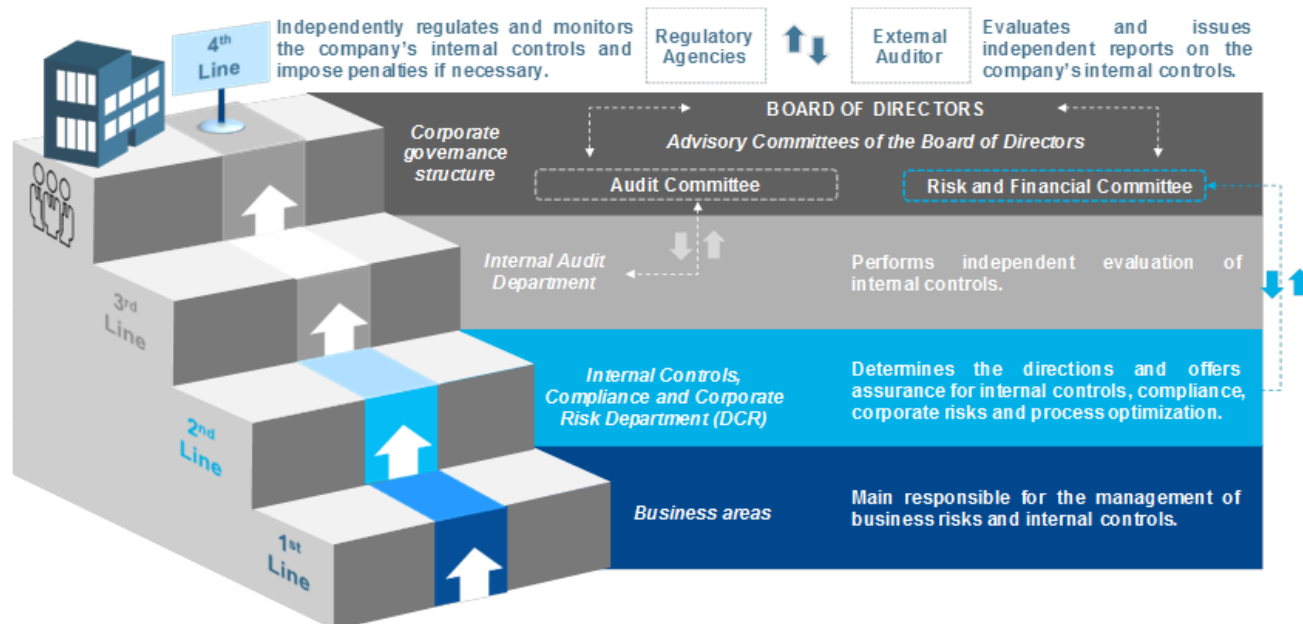 4th
Line
Independently regulates and monitors
the company's internal controls and
impose penalties if necessary.
Regulatory
Agencies
External
Auditor
Evaluates and issues
independent reports on the
company's internal controls.
Corporate
governance
structure
BOARD OF DIRECTORS
Advisory Committees of the Board of Directors
Audit Committee
Risk and Financial Committee
3rd
Line
Internal Audit
Department
Performs independent evaluation of
internal controls.
2nd
Line
Internal Controls,
Compliance and Corporate
Risk Department (DCR)
Determines the directions and offers
assurance for internal controls, compliance,
corporate risks and process optimization.
1st
Line
Business areas
Main responsible for the management of
business risks and internal controls.